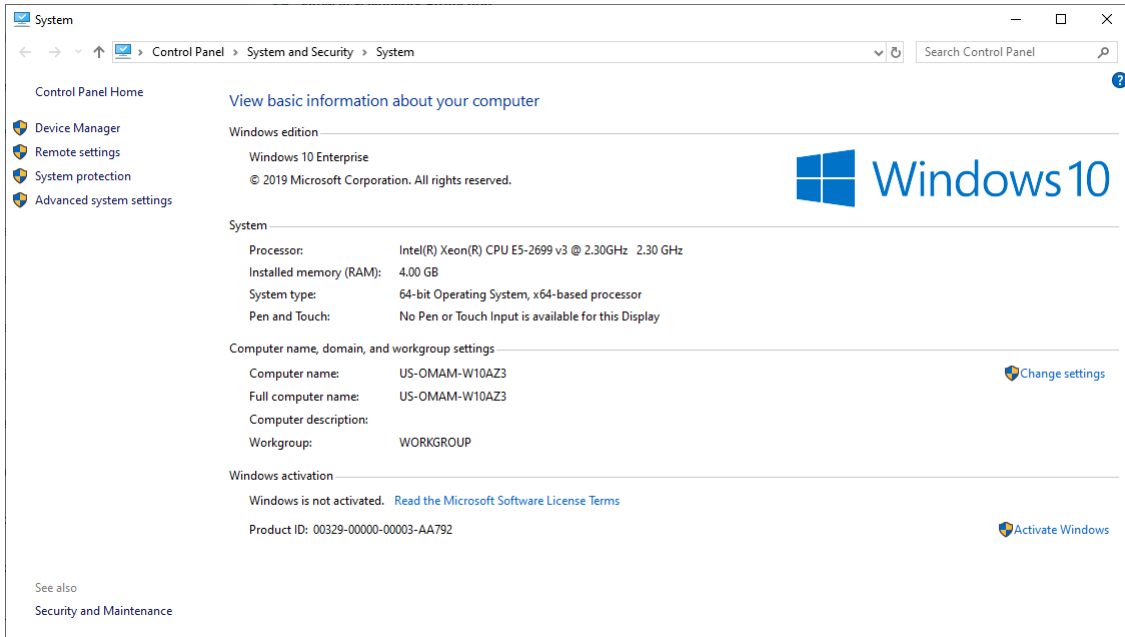 System
Control Panel > System and Security > System
Search Control Panel
Control Panel Home
Device Manager
Remote settings
System protection
Advanced system settings
View basic information about your computer
Windows edition
Windows 10 Enterprise
© 2019 Microsoft Corporation. All rights reserved.
Windows 10
System
Processor: Intel(R) Xeon(R) CPU E5-2699 v3 @ 2.30GHz 2.30 GHz
Installed memory (RAM): 4.00 GB
System type: 64-bit Operating System, x64-based processor
Pen and Touch: No Pen or Touch Input is available for this Display
Computer name, domain, and workgroup settings
Computer name: US-OMAM-W10AZ3
Change settings
Full computer name: US-OMAM-W10AZ3
Computer description:
Workgroup: WORKGROUP
Windows activation
Windows is not activated. Read the Microsoft Software License Terms
Product ID: 00329-00000-00003-AA792
Activate Windows
See also
Security and Maintenance